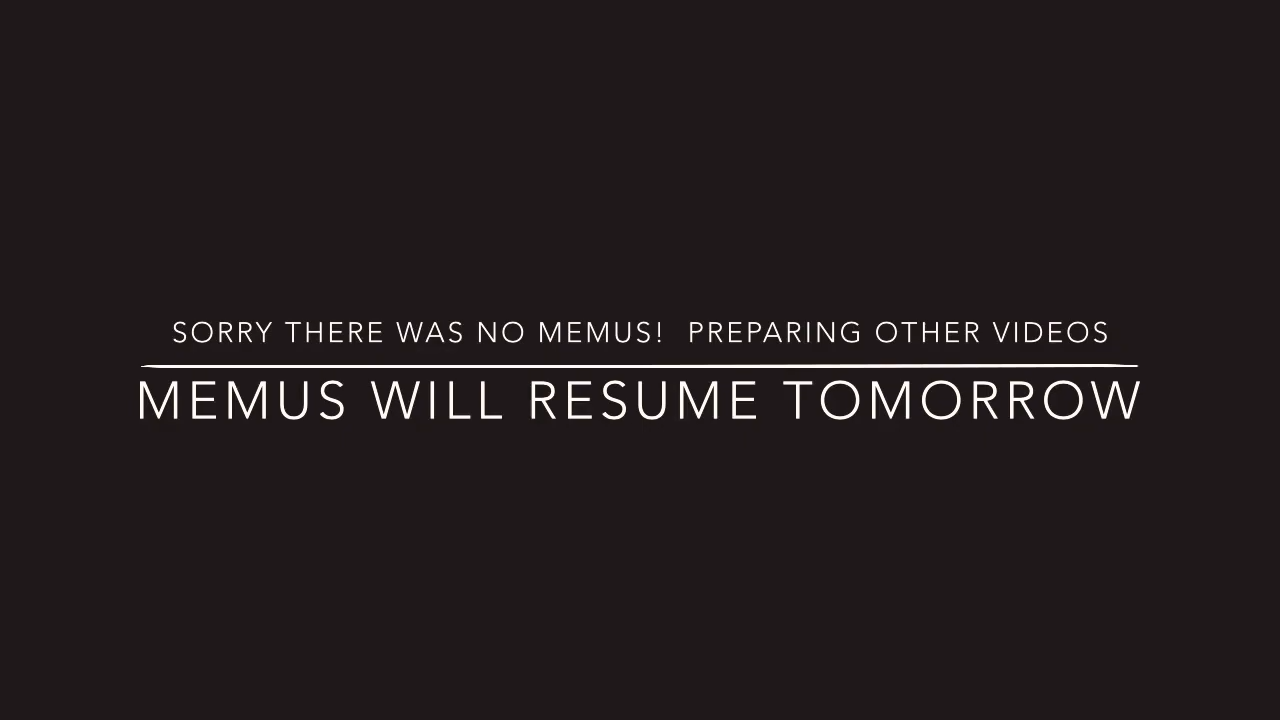 SORRY THERE WAS NO MEMUS!  PREPARING OTHER VIDEOS
MEMUS WILL RESUME TOMORROW